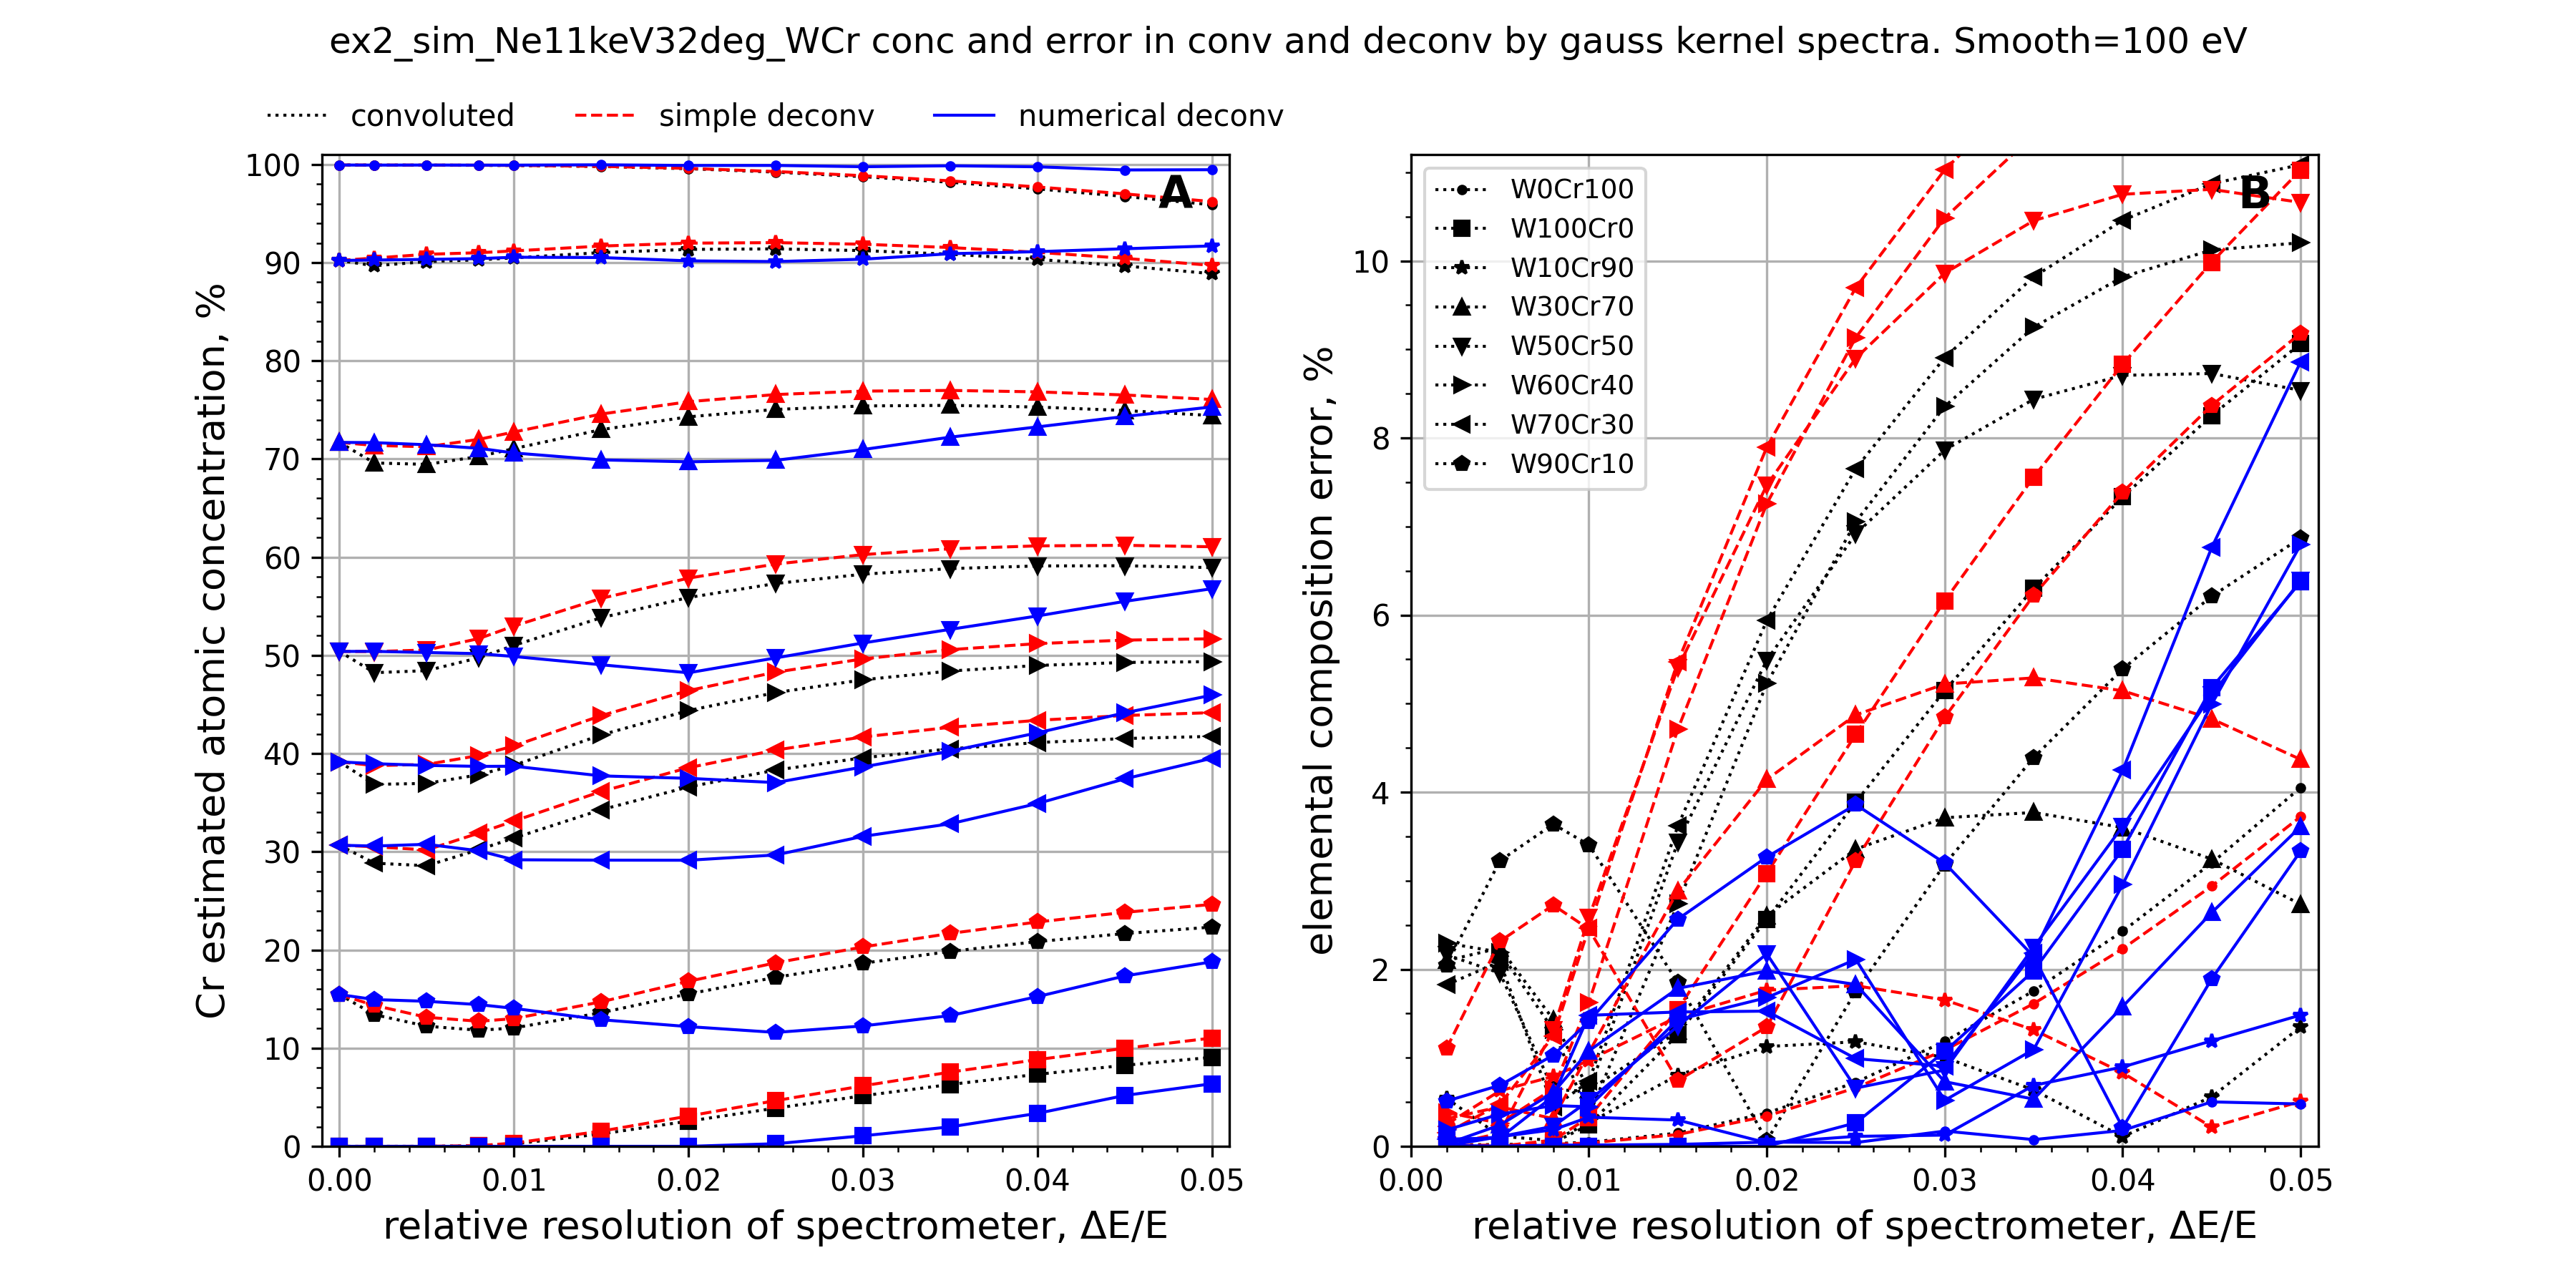 ex2_sim_Ne11keV32deg_WCr conc and error in conv and deconv by gauss kernel spectra. Smooth=100 eV
convoluted simple deconv numerical deconv
A
Cr estimated atomic concentration, %
100
90
80
70
60
50
40
30
20
10
0
0.00 0.01 0.02 0.03 0.04 0.05
relative resolution of spectrometer, ΔE/E
B
W0Cr100
W100Cr0
W10Cr90
W30Cr70
W50Cr50
W60Cr40
W70Cr30
W90Cr10
elemental composition error, %
10
8
6
4
2
0
0.00 0.01 0.02 0.03 0.04 0.05
relative resolution of spectrometer, ΔE/E